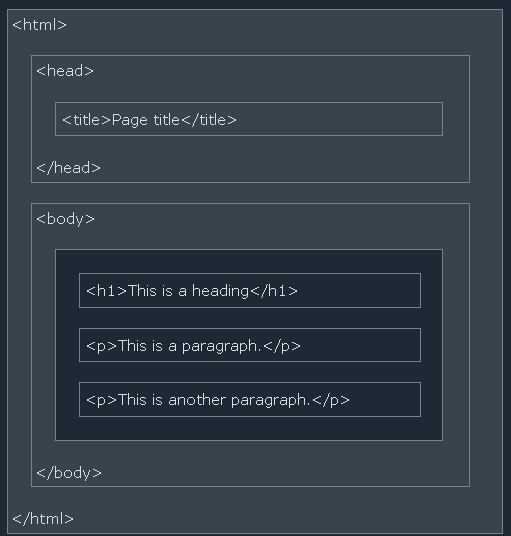 <html>
<head>
<title>Page title</title>
</head>
<body>
<h1>This is a heading</h1>
<p>This is a paragraph.</p>
<p>This is another paragraph.</p>
</body>
</html>